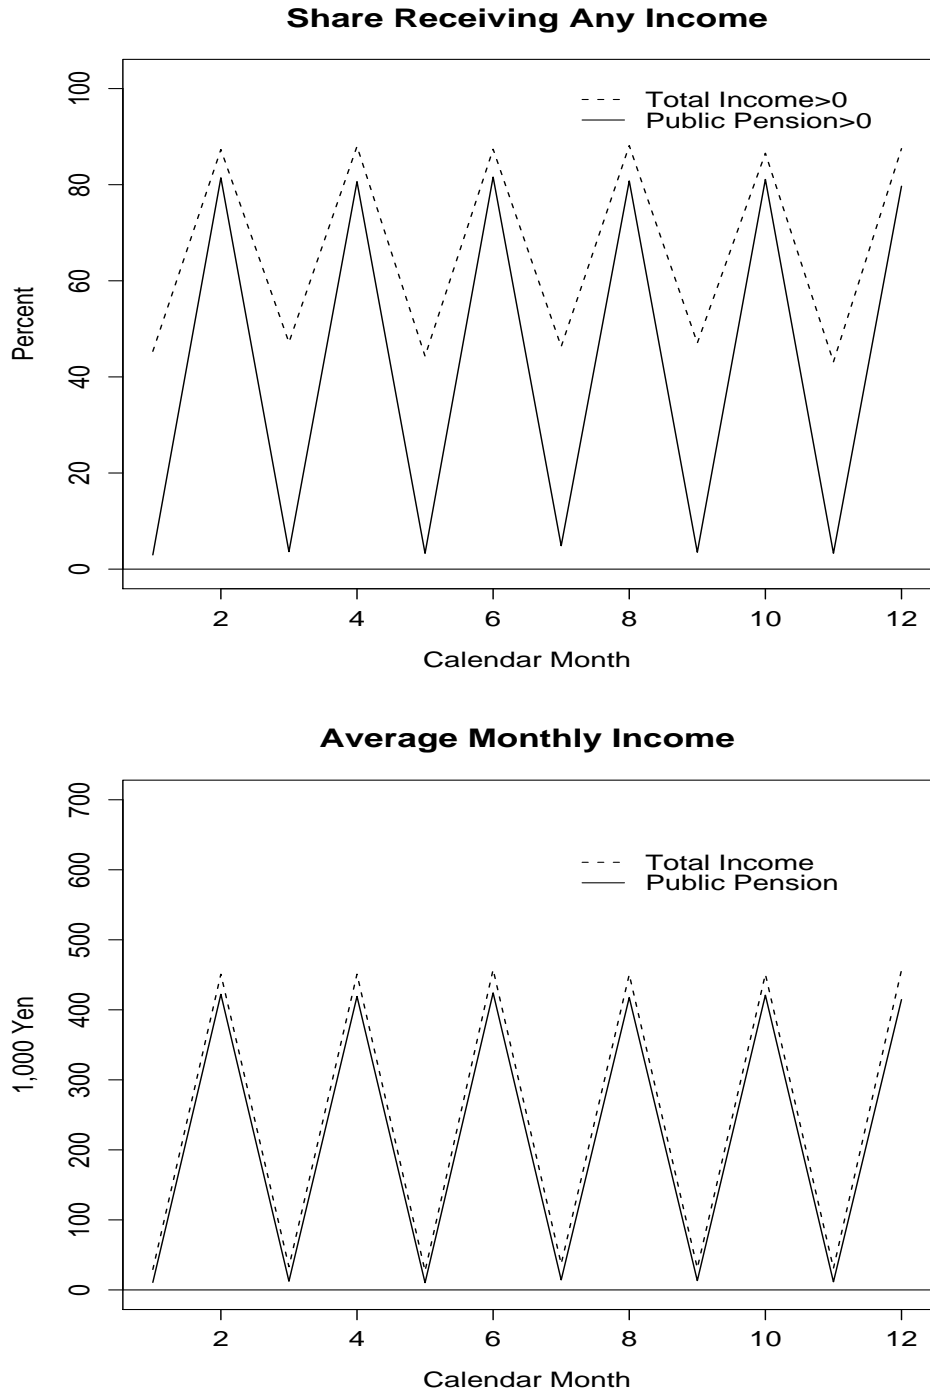 Share Receiving Any Income
100
80
60
40
20
0
Percent
Total Income>0
Public Pension>0
2 4 6 8 10 12
Calendar Month
Average Monthly Income
700
600
500
400
300
200
100
0
1,000 Yen
Total Income
Public Pension
2 4 6 8 10 12
Calendar Month